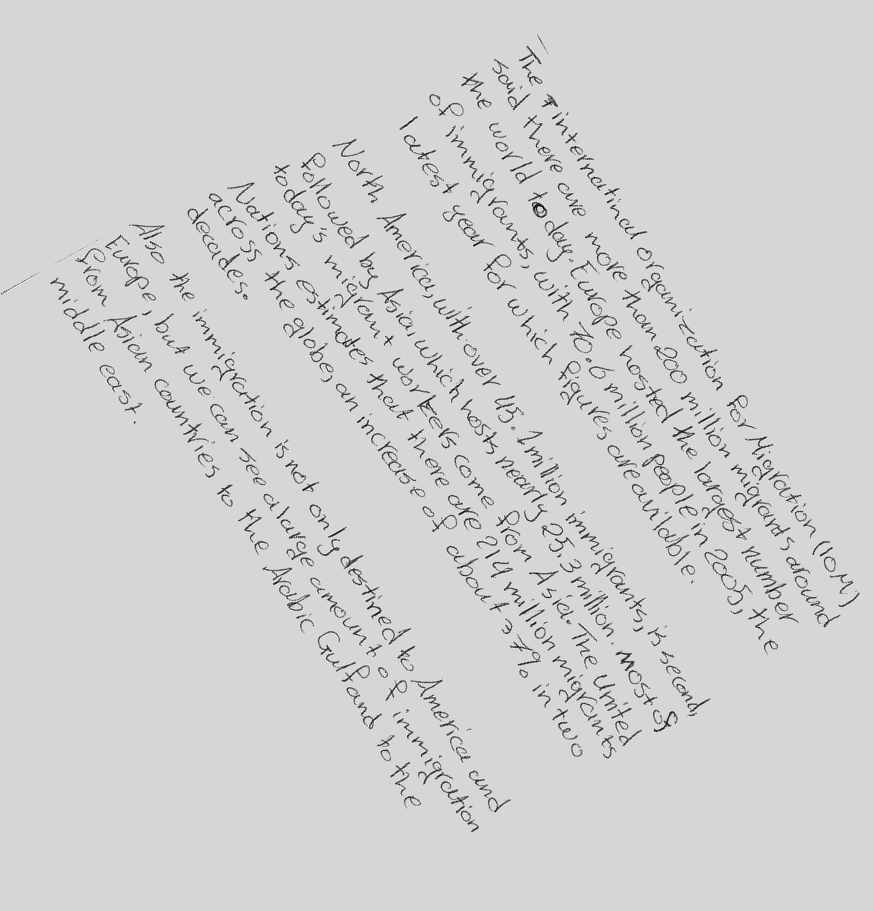 The internatinal organization for Migration (IOM)
said there are more than 200 million migrants around
the world today. Europe hosted the largest number
of immigrants, with 70.6 million people in 2005, the
latest year for which figures are available.
North America, with over 45.1 million immigrants, is second,
followed by Asia, which hosts nearly 25.3 million. most of
today's migrant workers come from Asia. The United
Nations estimates that there are 214 million migrants
across the globe, an increase of about 37% in two
decades.
Also the immigration is not only destined to America and
Europe, but we can see a large amount of immigration
from Asian countries to the Arabic Gulf and to the
middle east.